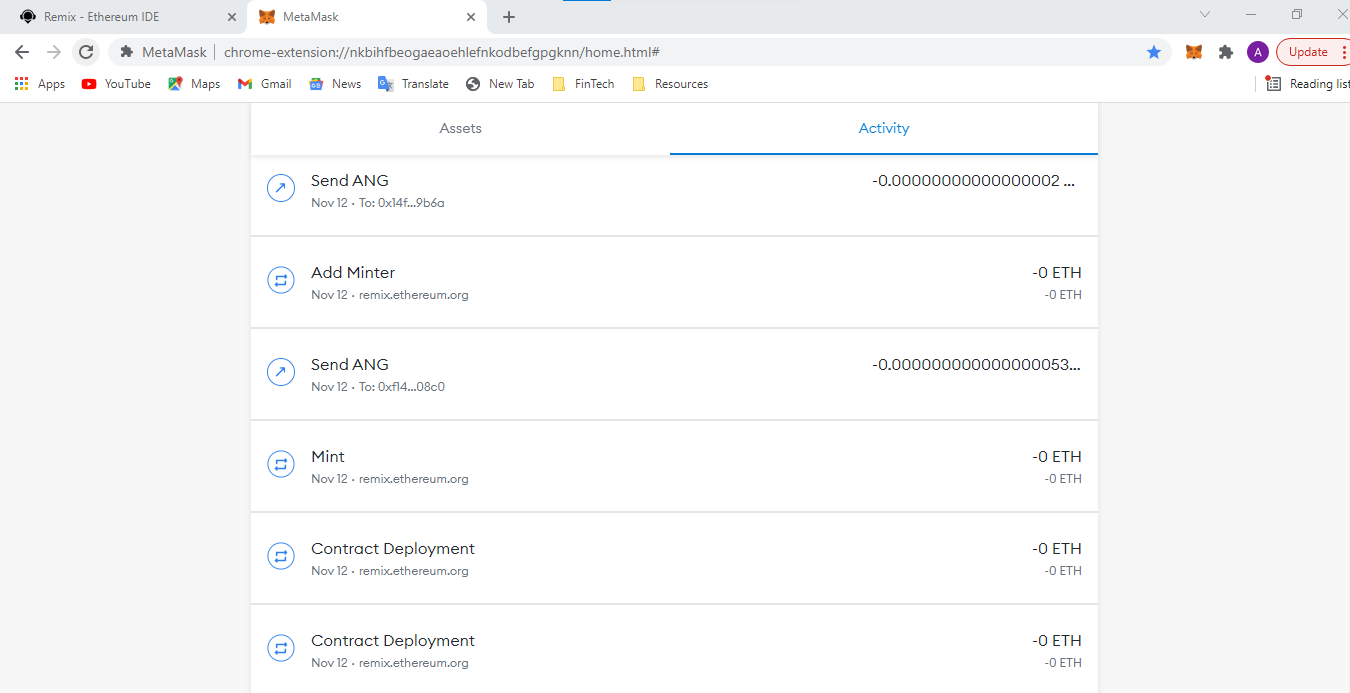 Remix - Ethereum IDE
MetaMask
MetaMask | chrome-extension://nkbihfbeogaeaoehlefnkodbefgpgknn/home.html#
A
Update
Apps
YouTube
Maps
Gmail
News
Translate
New Tab
FinTech
Resources
Reading list
Assets
Activity
Send ANG
-0.00000000000000002 ...
Nov 12 · To: 0x14f...9b6a
Add Minter
-0 ETH
Nov 12 · remix.ethereum.org
-0 ETH
Send ANG
-0.000000000000000053...
Nov 12 · To: 0xf14...08c0
Mint
-0 ETH
Nov 12 · remix.ethereum.org
-0 ETH
Contract Deployment
-0 ETH
Nov 12 · remix.ethereum.org
-0 ETH
Contract Deployment
-0 ETH
Nov 12 · remix.ethereum.org
-0 ETH